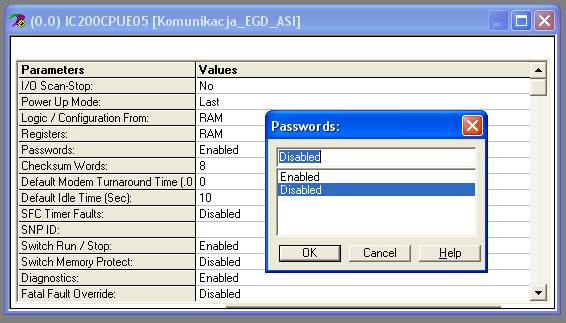 (0.0) IC200CPUE05 [Komunikacja_EGD_ASI]
Parameters Values
I/O Scan-Stop: No
Power Up Mode: Last
Logic / Configuration From: RAM
Registers: RAM
Passwords: Enabled
Checksum Words: 8
Default Modem Turnaround Time (.0 0
Default Idle Time (Sec): 10
SFC Timer Faults: Disabled
SNP ID:
Switch Run / Stop: Enabled
Switch Memory Protect: Disabled
Diagnostics: Enabled
Fatal Fault Override: Disabled
Passwords:
Disabled
Enabled
Disabled
OK Cancel Help